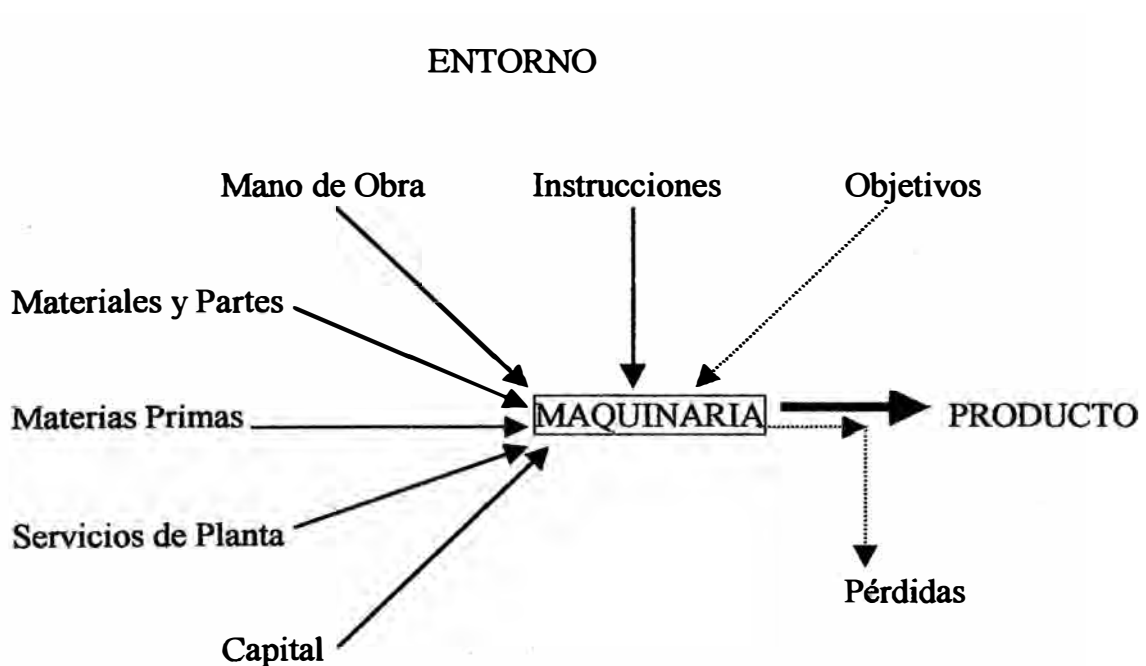 ENTORNO
Mano de Obra
Instrucciones
Objetivos
Materiales y Partes
Materias Primas
MAQUINARIA
PRODUCTO
Servicios de Planta
Pérdidas
Capital